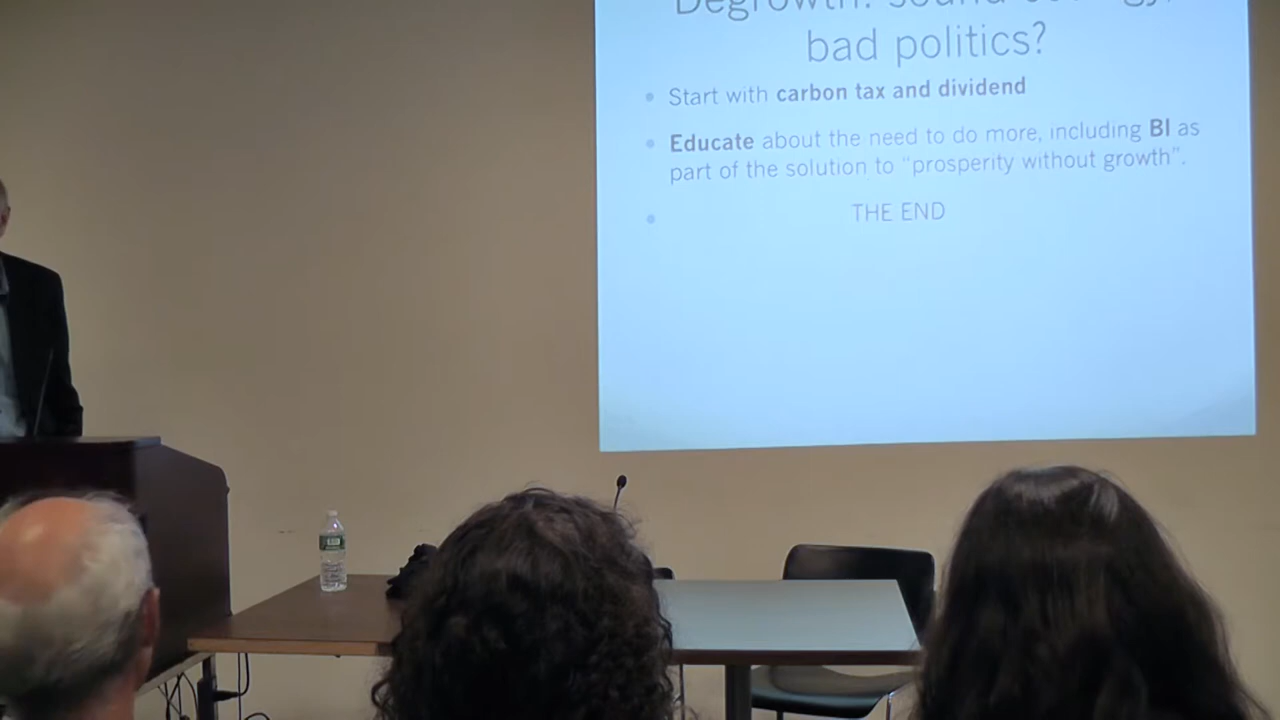 bad politics?
• Start with carbon tax and dividend
• Educate about the need to do more, including BI as
part of the solution to “prosperity without growth”.
• THE END